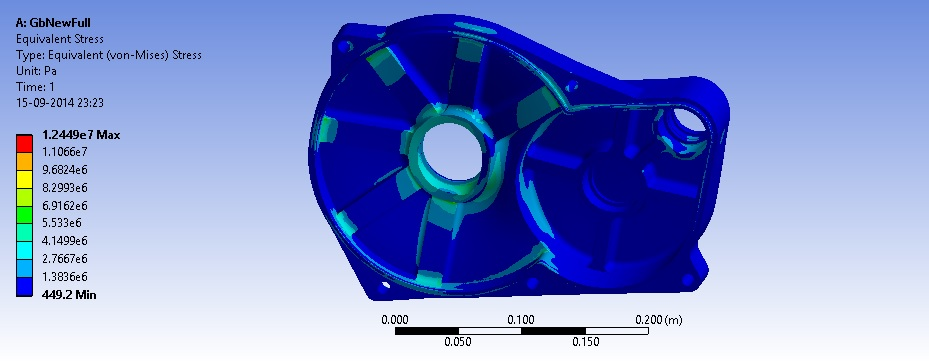 A: GbNewFull
Equivalent Stress
Type: Equivalent (von-Mises) Stress
Unit: Pa
Time: 1
15-09-2014 23:23
1.2449e7 Max
1.1066e7
9.6824e6
8.2993e6
6.9162e6
5.533e6
4.1499e6
2.7667e6
1.3836e6
449.2 Min
0.000 0.100 0.200 (m)
0.050 0.150